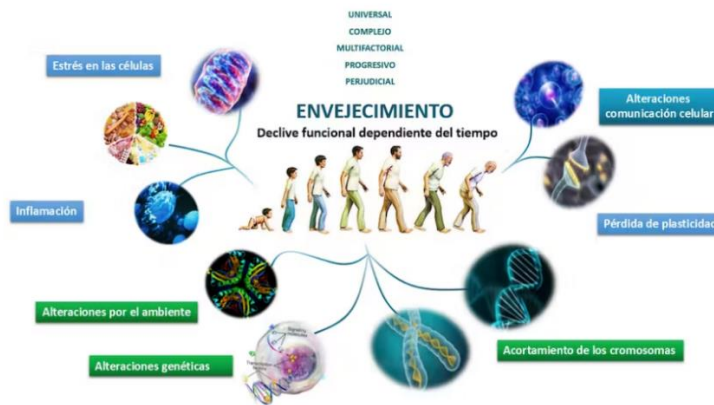 UNIVERSAL
COMPLEJO
MULTIFACTORIAL
PROGRESIVO
PERJUDICIAL
ENVEJECIMIENTO
Declive funcional dependiente del tiempo
Estrés en las células
Alteraciones
comunicación celular
Inflamación
Pérdida de plasticidad
Alteraciones por el ambiente
Alteraciones genéticas
Acortamiento de los cromosomas